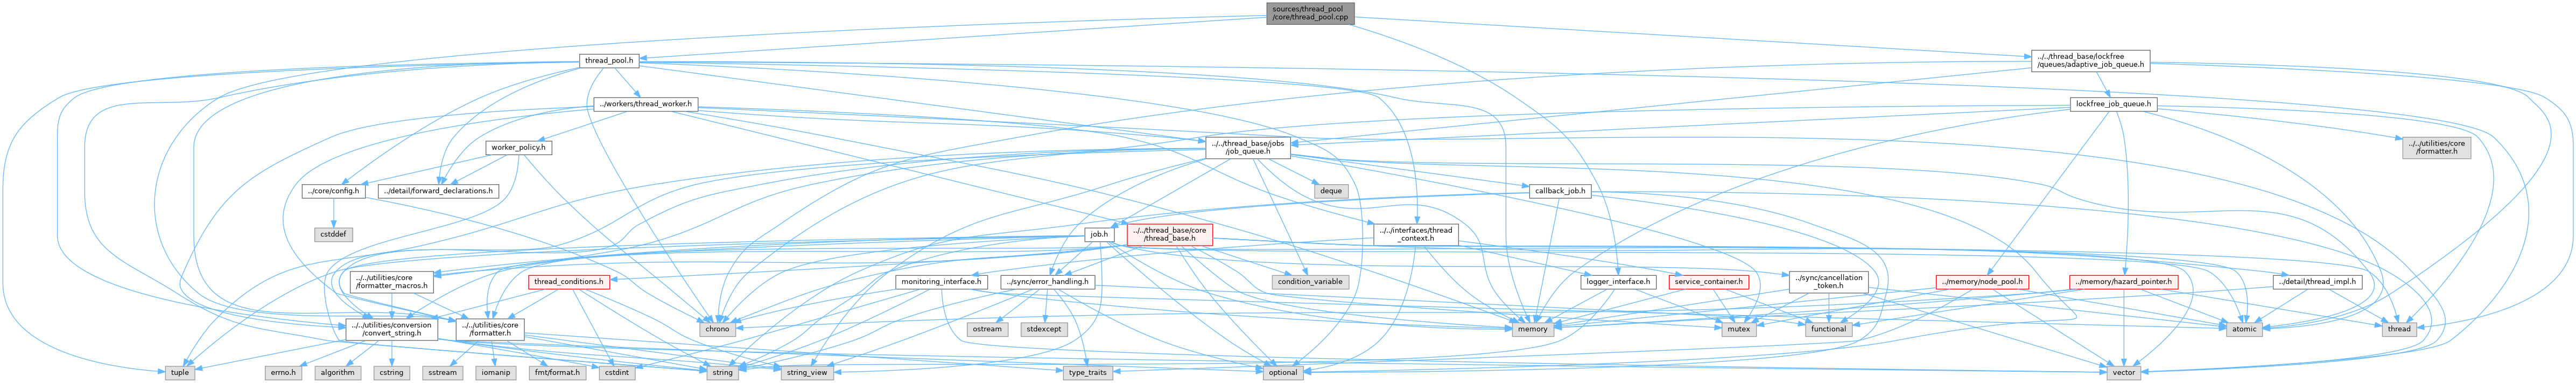 sources/thread_pool
/core/thread_pool.cpp
thread_pool.h
../../thread_base/lockfree
/queues/adaptive_job_queue.h
../workers/thread_worker.h
lockfree_job_queue.h
worker_policy.h
../../thread_base/jobs
/job_queue.h
../../utilities/core
/formatter.h
../core/config.h
../detail/forward_declarations.h
deque
callback_job.h
cstddef
job.h
../../thread_base/core
/thread_base.h
../../interfaces/thread
_context.h
../../utilities/core
/formatter_macros.h
thread_conditions.h
monitoring_interface.h
../sync/error_handling.h
condition_variable
logger_interface.h
service_container.h
../sync/cancellation
_token.h
../memory/node_pool.h
../memory/hazard_pointer.h
../detail/thread_impl.h
../../utilities/conversion
/convert_string.h
../../utilities/core
/formatter.h
chrono
ostream
stdexcept
memory
mutex
functional
atomic
thread
tuple
errno.h
algorithm
cstring
sstream
iomanip
fmt/format.h
cstdint
string
string_view
type_traits
optional
vector